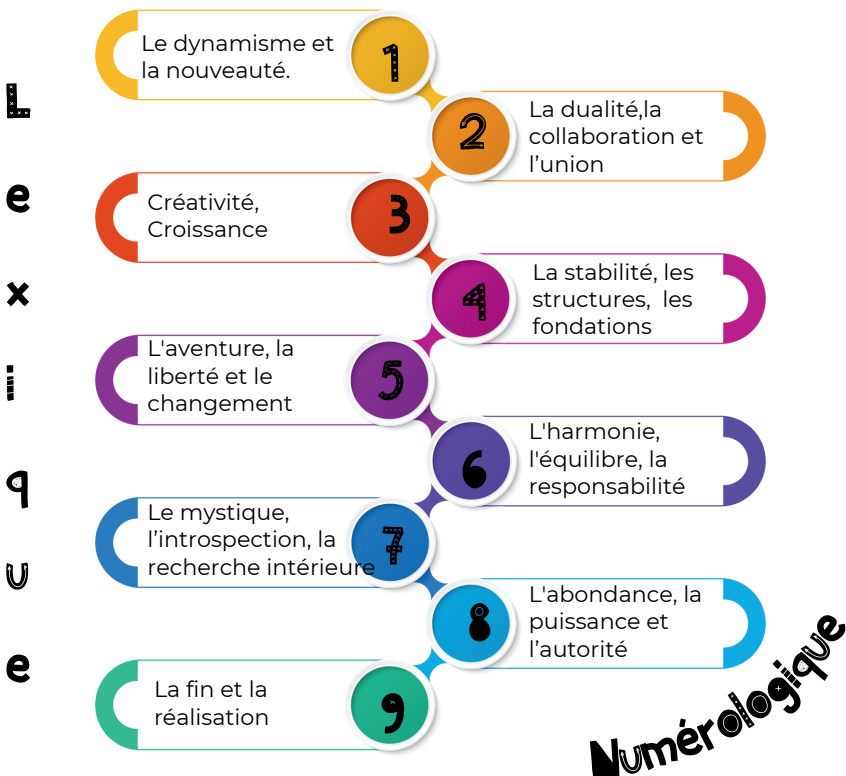 Lexique
Le dynamisme et
la nouveauté.
1
2
La dualité,la
collaboration et
l’union
Créativité,
Croissance
3
4
La stabilité, les
structures,  les
fondations
L'aventure, la
liberté et le
changement
5
6
L'harmonie,
l'équilibre, la
responsabilité
Le mystique,
l’introspection, la
recherche intérieure
7
8
L'abondance, la
puissance et
l’autorité
La fin et la
réalisation
9
Numérologique